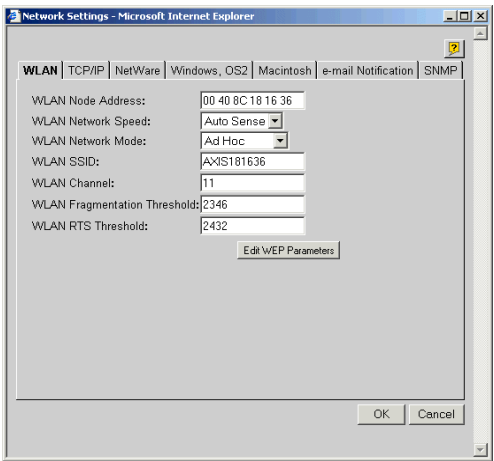 Network Settings - Microsoft Internet Explorer
?
WLAN TCP/IP NetWare Windows, OS2 Macintosh e-mail Notification SNMP
WLAN Node Address: 00 40 8C 18 16 36
WLAN Network Speed: Auto Sense
WLAN Network Mode: Ad Hoc
WLAN SSID: AXIS181636
WLAN Channel: 11
WLAN Fragmentation Threshold: 2346
WLAN RTS Threshold: 2432
Edit WEP Parameters
OK Cancel